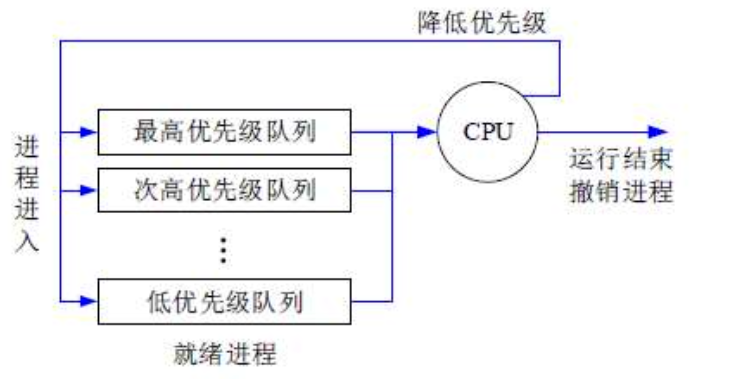 降低优先级
进程进入
最高优先级队列
CPU
次高优先级队列
运行结束
撤销进程
低优先级队列
就绪进程